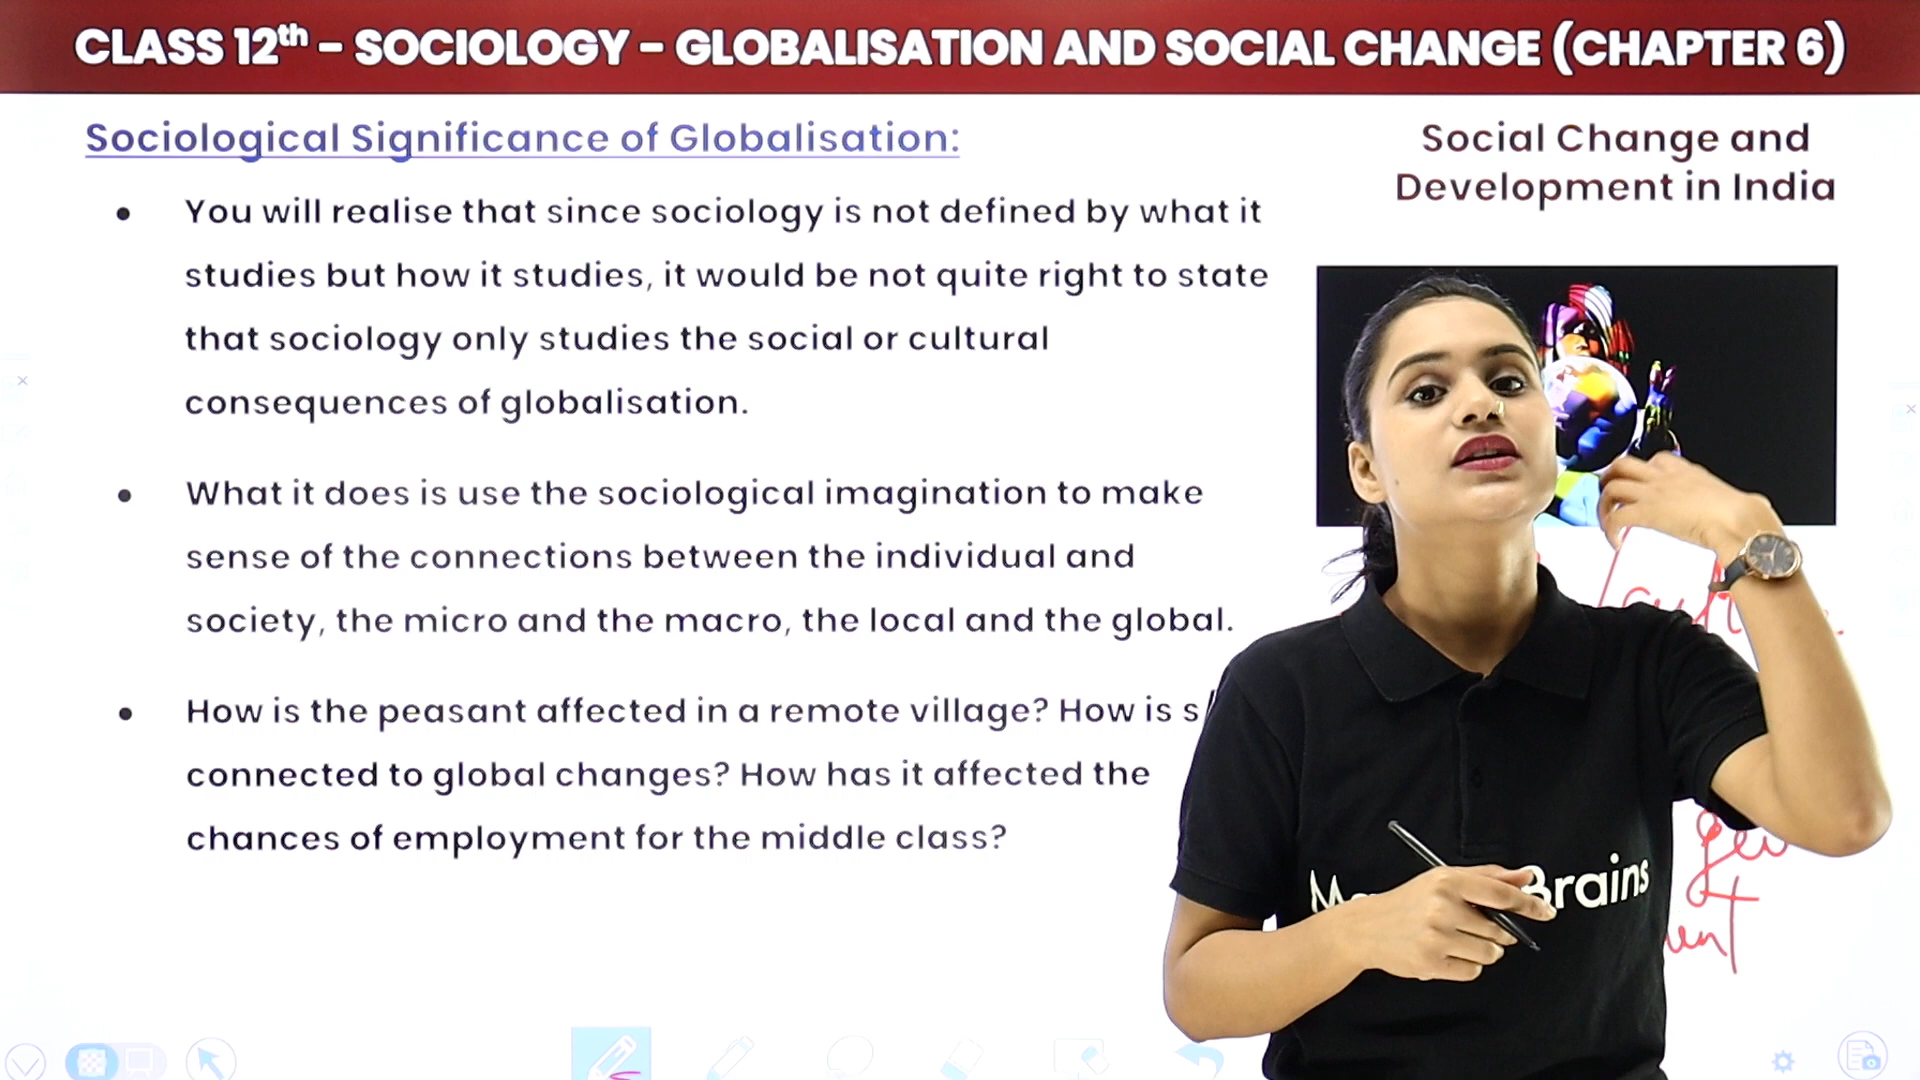 CLASS 12th – SOCIOLOGY – GLOBALISATION AND SOCIAL CHANGE (CHAPTER 6)
Sociological Significance of Globalisation:
• You will realise that since sociology is not defined by what it
studies but how it studies, it would be not quite right to state
that sociology only studies the social or cultural
consequences of globalisation.
• What it does is use the sociological imagination to make
sense of the connections between the individual and
society, the micro and the macro, the local and the global.
• How is the peasant affected in a remote village? How is s
connected to global changes? How has it affected the
chances of employment for the middle class?
Social Change and
Development in India
Brains